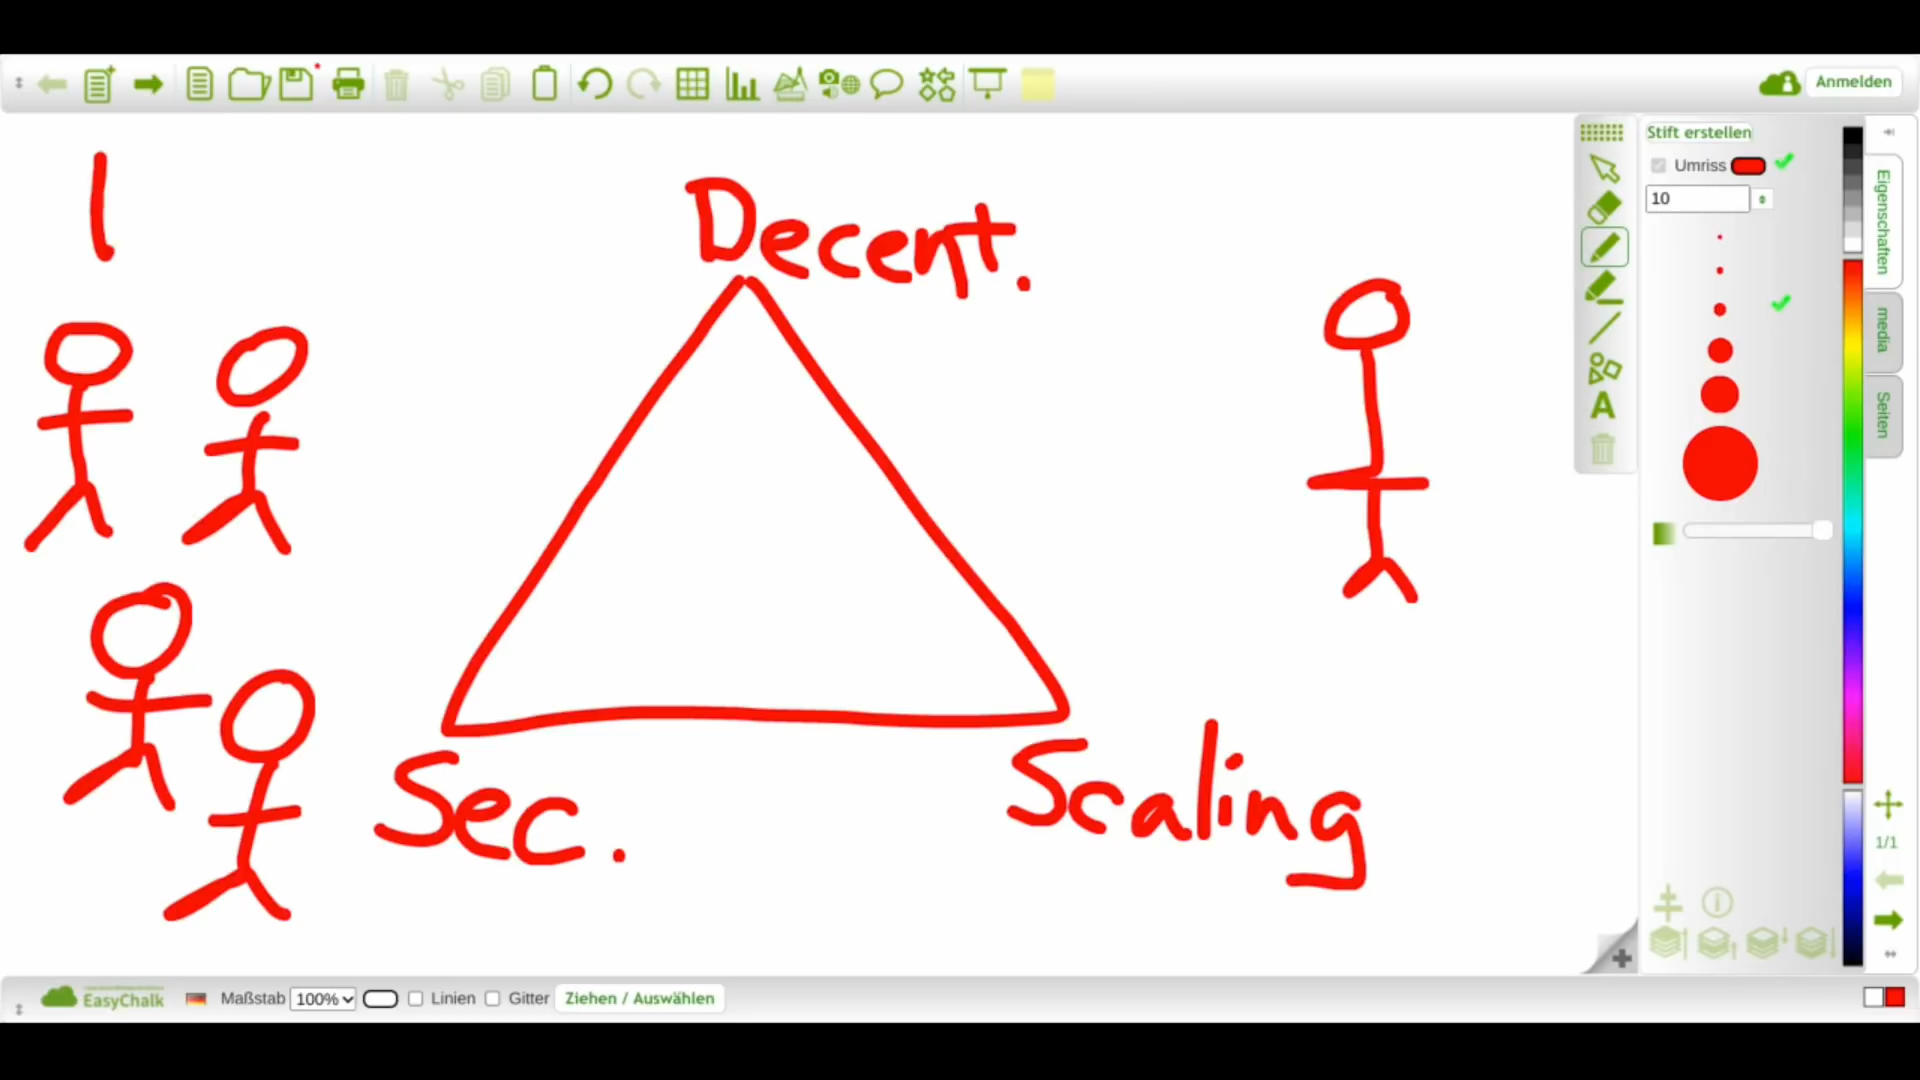 Anmelden
Stift erstellen
Umriss
10
Eigenschaften
media
Seiten
1
Decent.
Sec.
Scaling
1/1
EasyChalk
Maßstab 100% Linien Gitter Ziehen / Auswählen